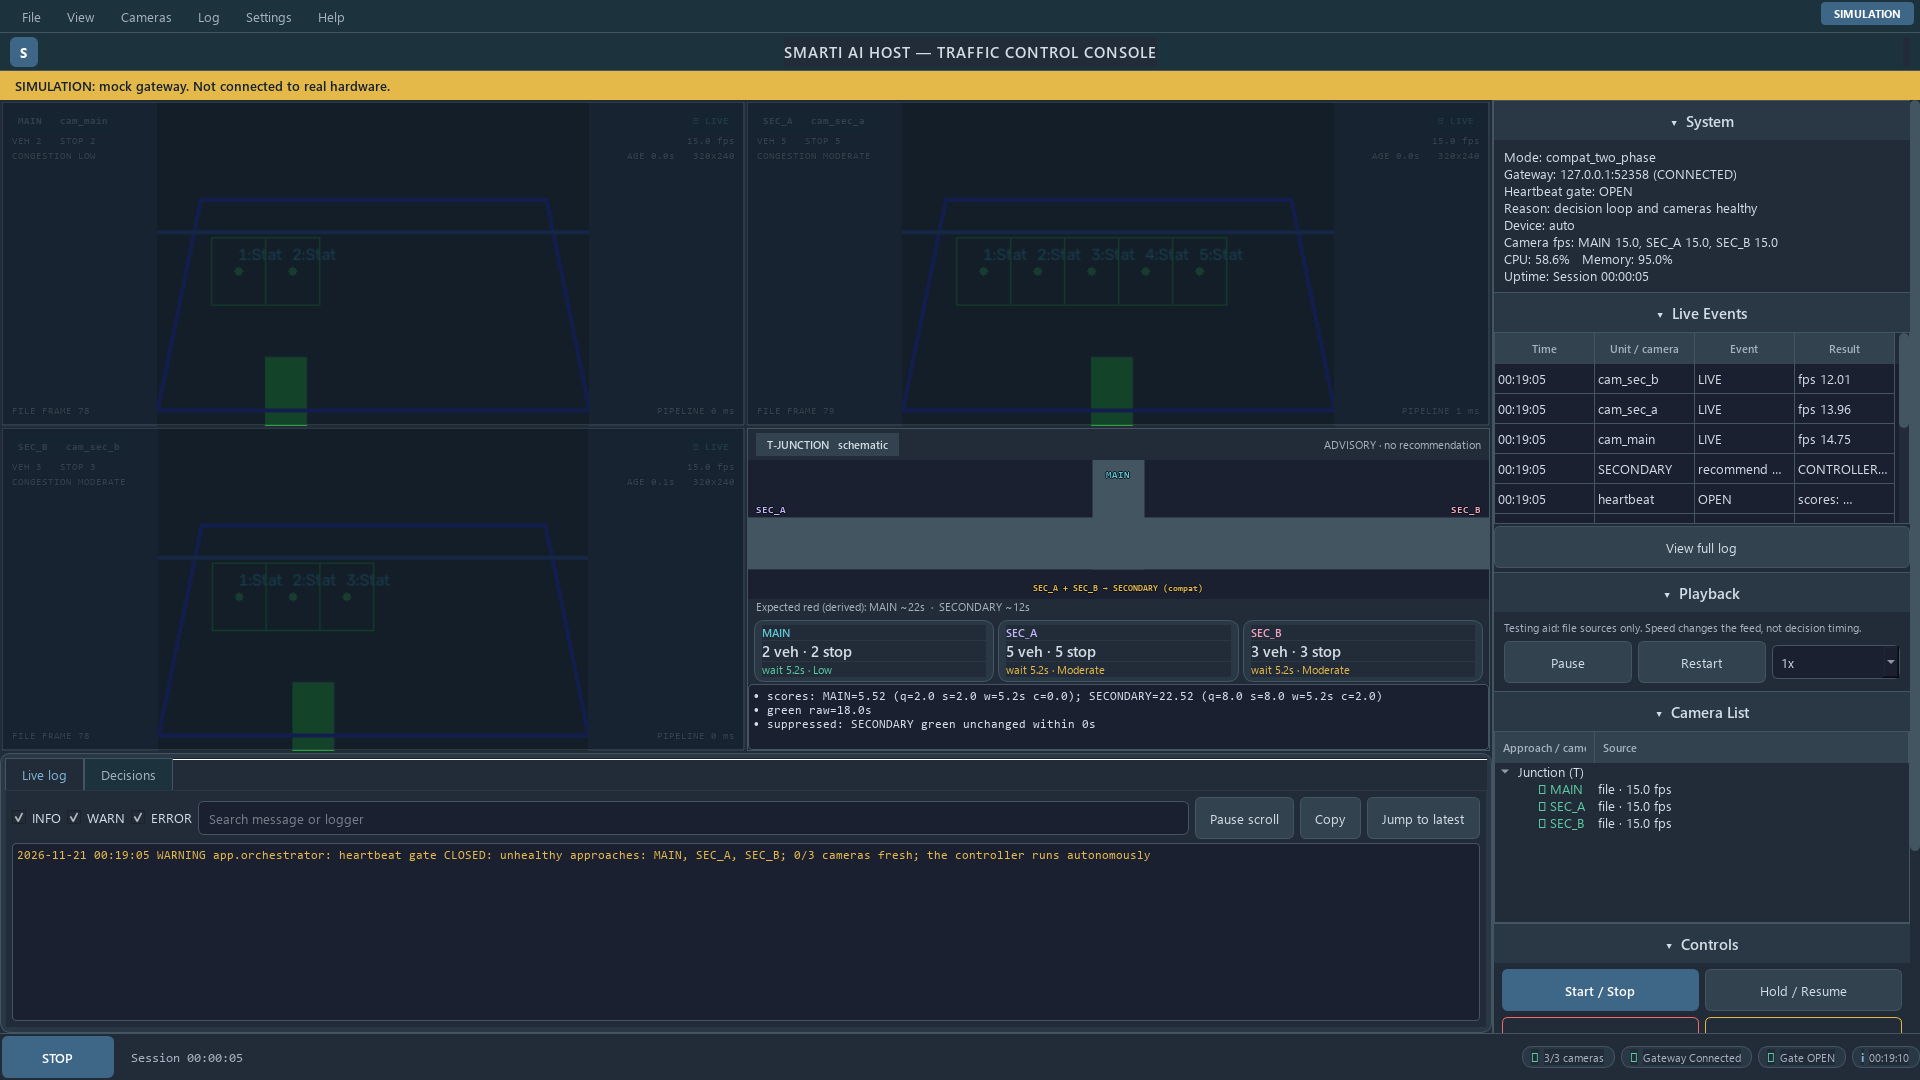 File View Cameras Log Settings Help
SIMULATION
S
SMARTI AI HOST — TRAFFIC CONTROL CONSOLE
SIMULATION: mock gateway. Not connected to real hardware.
MAIN cam_main
LIVE
VEH 2 STOP 2
15.0 fps
CONGESTION LOW
AGE 0.0s 320x240
1:Stat 2:Stat
FILE FRAME 78
PIPELINE 0 ms
SEC_A cam_sec_a
LIVE
VEH 5 STOP 5
15.0 fps
CONGESTION MODERATE
AGE 0.0s 320x240
1:Stat 2:Stat 3:Stat 4:Stat 5:Stat
FILE FRAME
PIPELINE 1 ms
SEC_B cam_sec_b
LIVE
VEH 3 STOP 3
15.0 fps
CONGESTION MODERATE
AGE 0.1s 320x240
1:Stat 2:Stat 3:Stat
FILE FRAME
PIPELINE 0 ms
T-JUNCTION schematic
ADVISORY · no recommendation
MAIN
SEC_A
SEC_B
SEC_A + SEC_B → SECONDARY (compat)
Expected red (derived): MAIN ~22s · SECONDARY ~12s
MAIN
2 veh · 2 stop
wait 5.2s · Low
SEC_A
5 veh · 5 stop
wait 5.2s · Moderate
SEC_B
3 veh · 3 stop
wait 5.2s · Moderate
• scores: MAIN=5.52 (q=2.0 s=2.0 w=5.2s c=0.0); SECONDARY=22.52 (q=8.0 s=8.0 w=5.2s c=2.0)
• green raw=18.0s
• suppressed: SECONDARY green unchanged within 0s
Live log Decisions
INFO WARN ERROR Search message or logger Pause scroll Copy Jump to latest
2026-11-21 00:19:05 WARNING app.orchestrator: heartbeat gate CLOSED: unhealthy approaches: MAIN, SEC_A, SEC_B; 0/3 cameras fresh; the controller runs autonomously
System
Mode: compat_two_phase
Gateway: 127.0.0.1:52358 (CONNECTED)
Heartbeat gate: OPEN
Reason: decision loop and cameras healthy
Device: auto
Camera fps: MAIN 15.0, SEC_A 15.0, SEC_B 15.0
CPU: 58.6% Memory: 95.0%
Uptime: Session 00:00:05
Live Events
Time Unit / camera Event Result
00:19:05 cam_sec_b LIVE fps 12.01
00:19:05 cam_sec_a LIVE fps 13.96
00:19:05 cam_main LIVE fps 14.75
00:19:05 SECONDARY recommend ... CONTROLLER...
00:19:05 heartbeat OPEN scores: ...
View full log
Playback
Testing aid: file sources only. Speed changes the feed, not decision timing.
Pause Restart 1x
Camera List
Approach / came Source
Junction (T)
MAIN file · 15.0 fps
SEC_A file · 15.0 fps
SEC_B file · 15.0 fps
Controls
Start / Stop Hold / Resume
STOP Session 00:00:05
3/3 cameras Gateway Connected Gate OPEN i 00:19:10